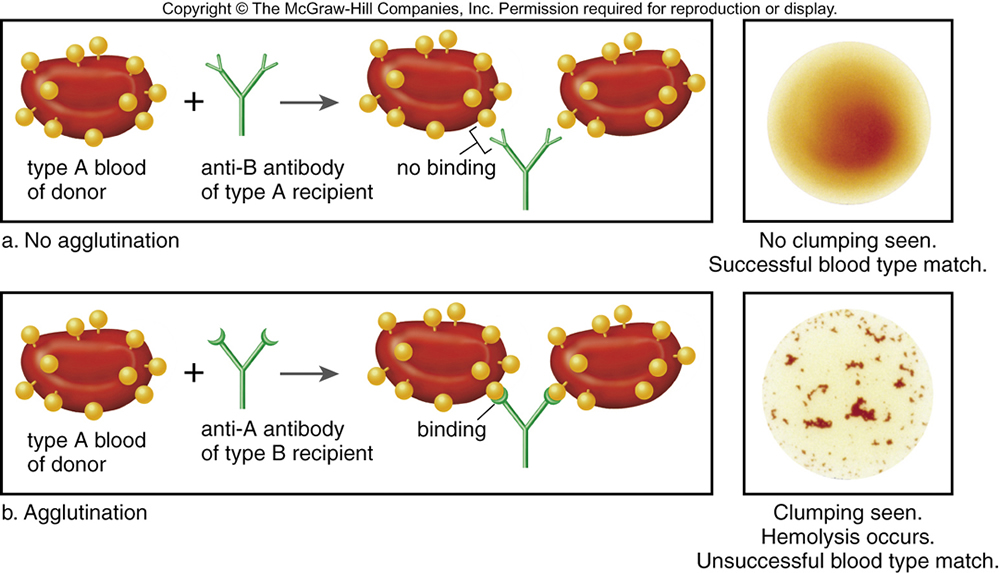 Copyright © The McGraw-Hill Companies, Inc. Permission required for reproduction or display.
type A blood
of donor
+
anti-B antibody
of type A recipient
no binding
a. No agglutination
No clumping seen.
Successful blood type match.
type A blood
of donor
+
anti-A antibody
of type B recipient
binding
b. Agglutination
Clumping seen.
Hemolysis occurs.
Unsuccessful blood type match.